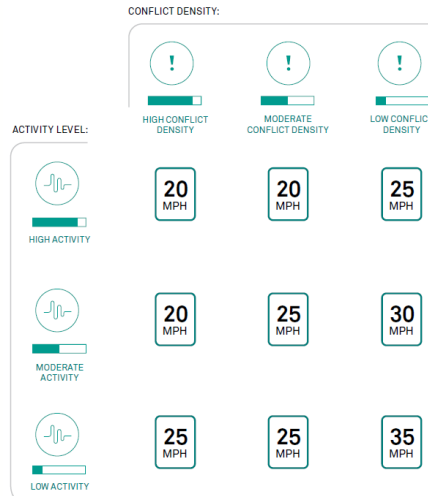 CONFLICT DENSITY:
!
!
!
HIGH CONFLICT
DENSITY
MODERATE
CONFLICT DENSITY
LOW CONFLIC
DENSITY
ACTIVITY LEVEL:
20
MPH
20
MPH
25
MPH
HIGH ACTIVITY
20
MPH
25
MPH
30
MPH
MODERATE
ACTIVITY
25
MPH
25
MPH
35
MPH
LOW ACTIVITY